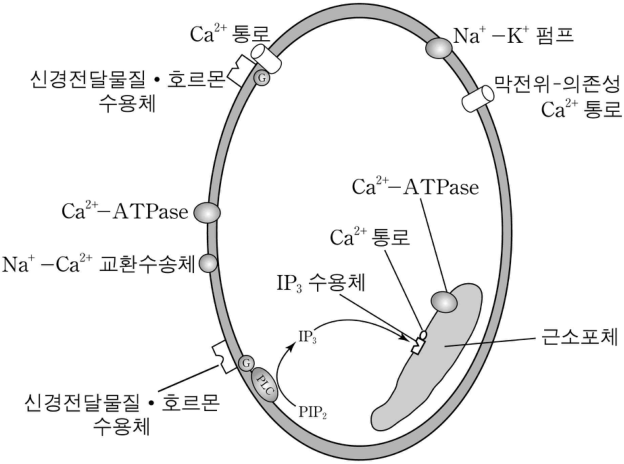 Ca²⁺ 통로
Na⁺－K⁺ 펌프
신경전달물질・호르몬
수용체
G
막전위-의존성
Ca²⁺ 통로
Ca²⁺－ATPase
Ca²⁺－ATPase
Ca²⁺ 통로
Na⁺－Ca²⁺ 교환수송체
IP₃ 수용체
IP₃
근소포체
G
PLC
PIP₂
신경전달물질・호르몬
수용체